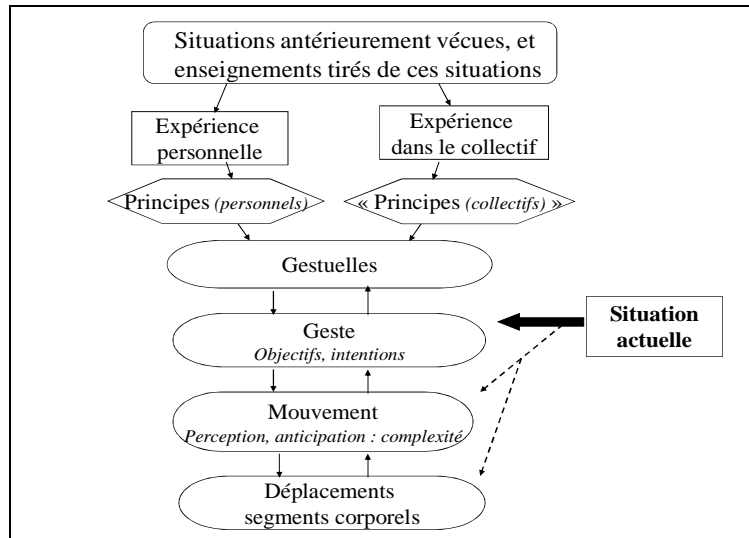 Situations antérieurement vécues, et
enseignements tirés de ces situations
Expérience
personnelle
Expérience
dans le collectif
Principes (personnels)
« Principes (collectifs) »
Gestuelles
Geste
Objectifs, intentions
Situation
actuelle
Mouvement
Perception, anticipation : complexité
Déplacements
segments corporels